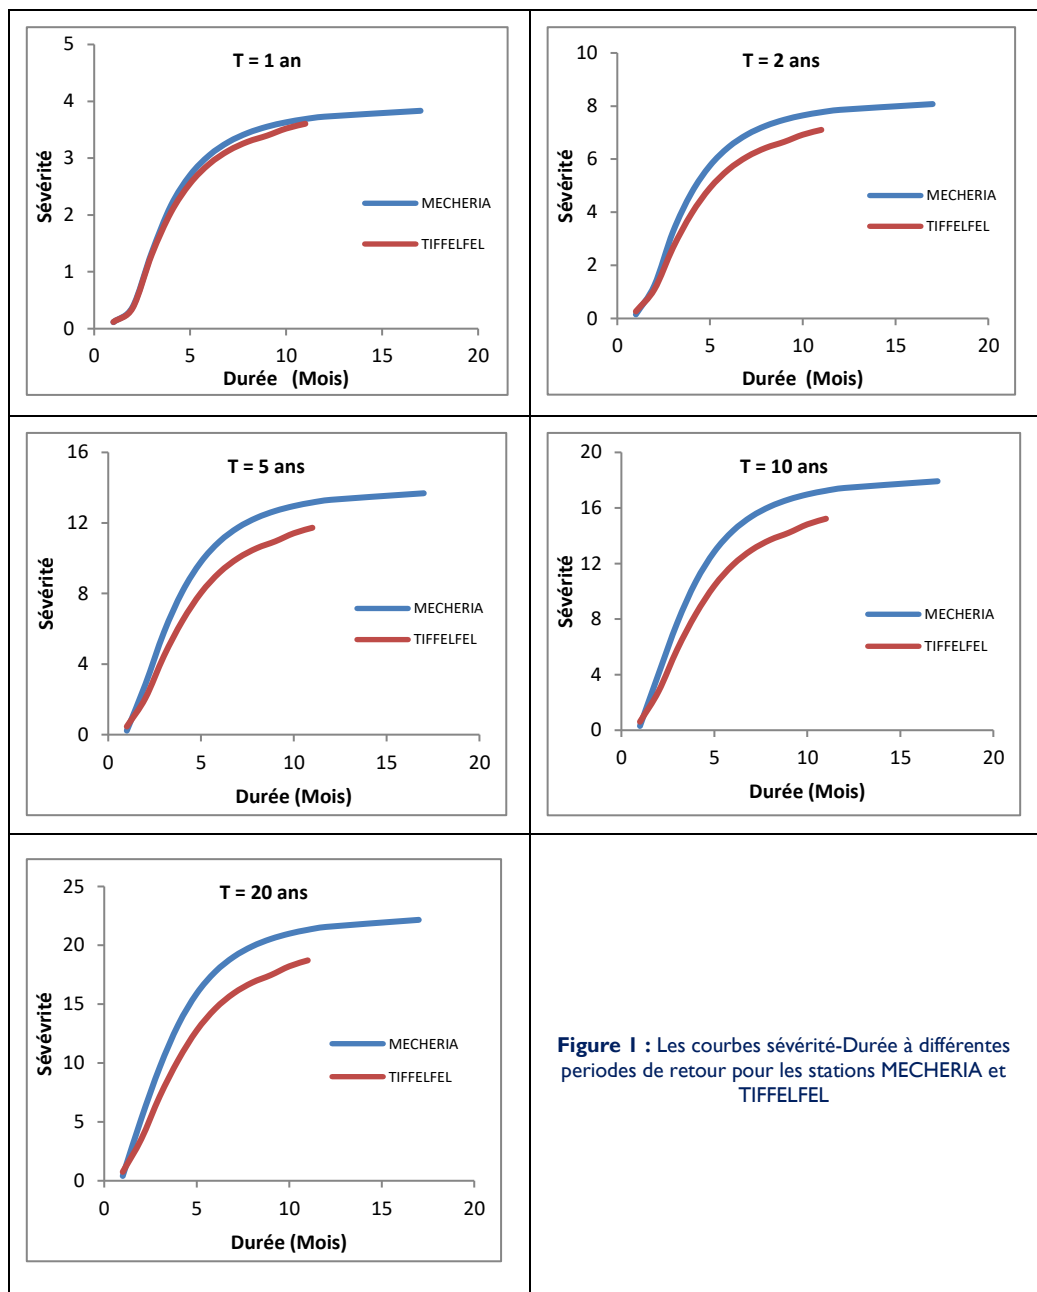 T = 1 an
Sévérité
5
4
3
2
1
0
0 5 10 15 20
Durée (Mois)
MECHERIA
TIFFELFEL
T = 2 ans
Sévérité
10
8
6
4
2
0
0 5 10 15 20
Durée (Mois)
MECHERIA
TIFFELFEL
T = 5 ans
Sévérité
16
12
8
4
0
0 5 10 15 20
Durée (Mois)
MECHERIA
TIFFELFEL
T = 10 ans
Sévérité
20
16
12
8
4
0
0 5 10 15 20
Durée (Mois)
MECHERIA
TIFFELFEL
T = 20 ans
Sévévrité
25
20
15
10
5
0
0 5 10 15 20
Durée (Mois)
MECHERIA
TIFFELFEL
Figure 1 : Les courbes sévérité-Durée à différentes
periodes de retour pour les stations MECHERIA et
TIFFELFEL